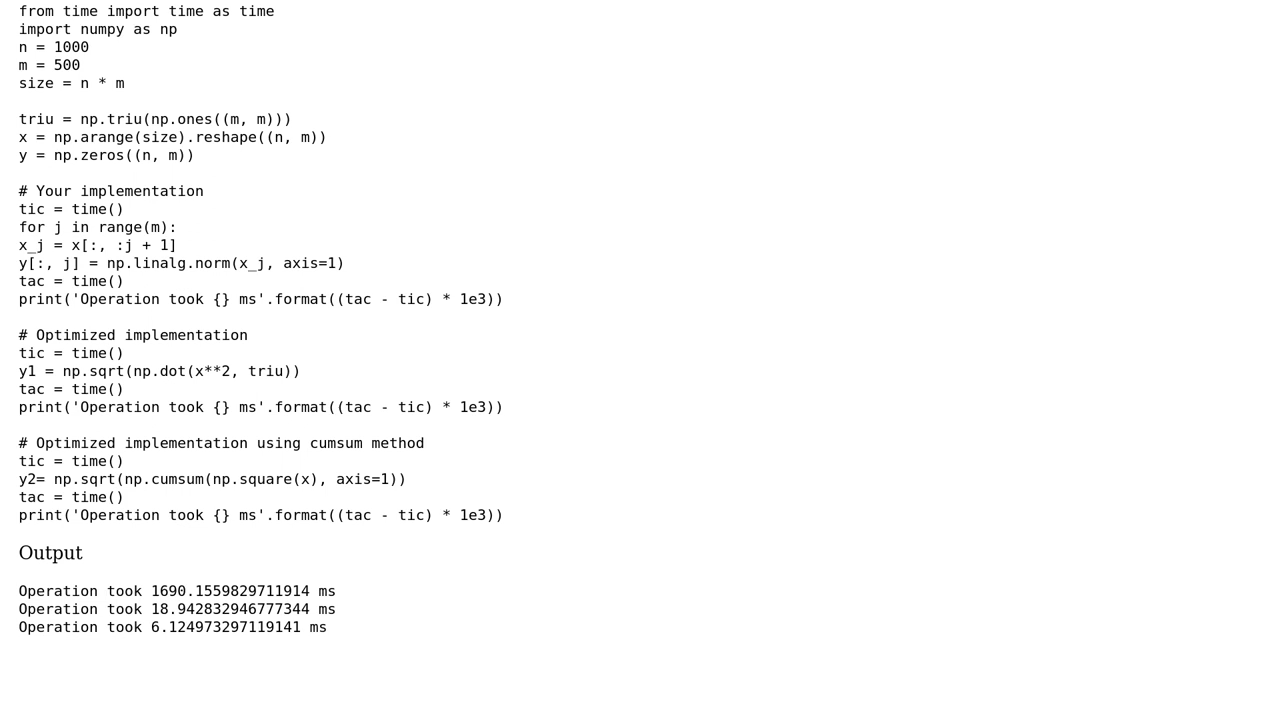 from time import time as time
import numpy as np
n = 1000
m = 500
size = n * m

triu = np.triu(np.ones((m, m)))
x = np.arange(size).reshape((n, m))
y = np.zeros((n, m))

# Your implementation
tic = time()
for j in range(m):
x_j = x[:, :j + 1]
y[:, j] = np.linalg.norm(x_j, axis=1)
tac = time()
print('Operation took {} ms'.format((tac - tic) * 1e3))

# Optimized implementation
tic = time()
y1 = np.sqrt(np.dot(x**2, triu))
tac = time()
print('Operation took {} ms'.format((tac - tic) * 1e3))

# Optimized implementation using cumsum method
tic = time()
y2= np.sqrt(np.cumsum(np.square(x), axis=1))
tac = time()
print('Operation took {} ms'.format((tac - tic) * 1e3))

Output

Operation took 1690.1559829711914 ms
Operation took 18.942832946777344 ms
Operation took 6.124973297119141 ms